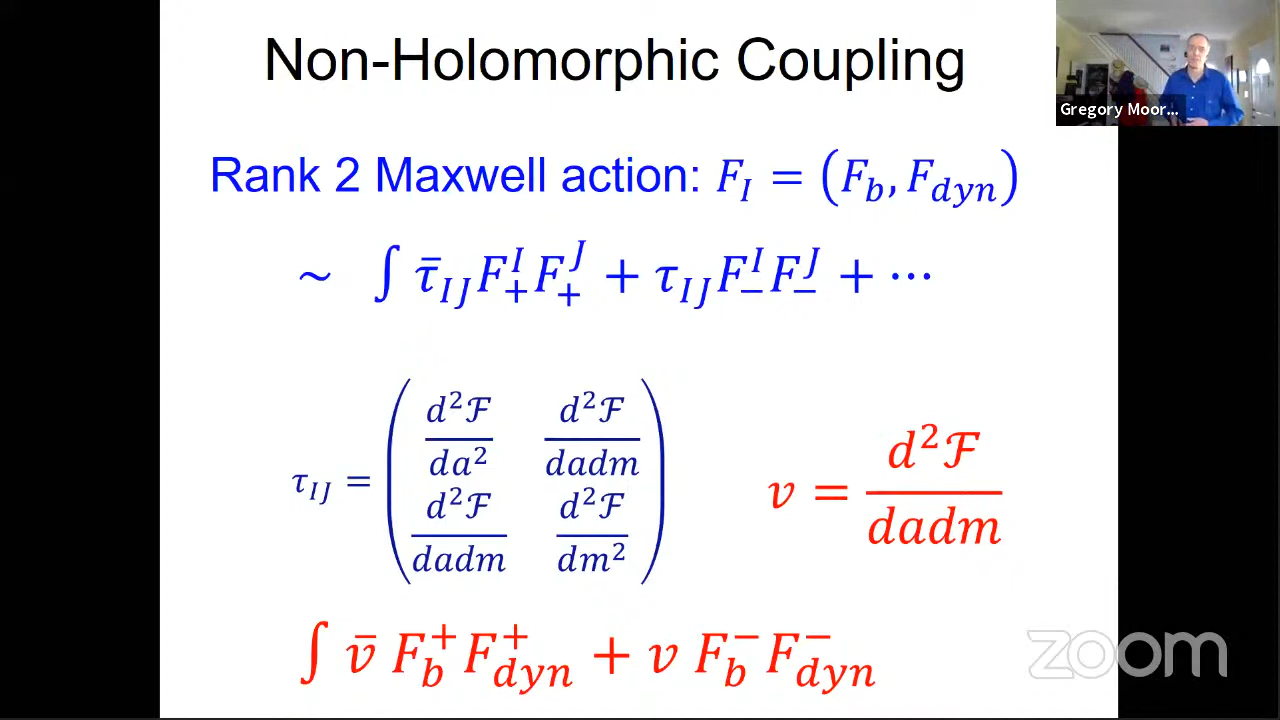 Non-Holomorphic Coupling
Gregory Moor...
Rank 2 Maxwell action: F_I = (F_b, F_dyn)
~ ∫ τ̄_IJ F_+^I F_+^J + τ_IJ F_−^I F_−^J + ⋯
τ_IJ = ( d²ℱ/da² d²ℱ/dadm
d²ℱ/dadm d²ℱ/dm² )
v = d²ℱ/dadm
∫ v̄ F_b^+ F_dyn^+ + v F_b^− F_dyn^−
zoom